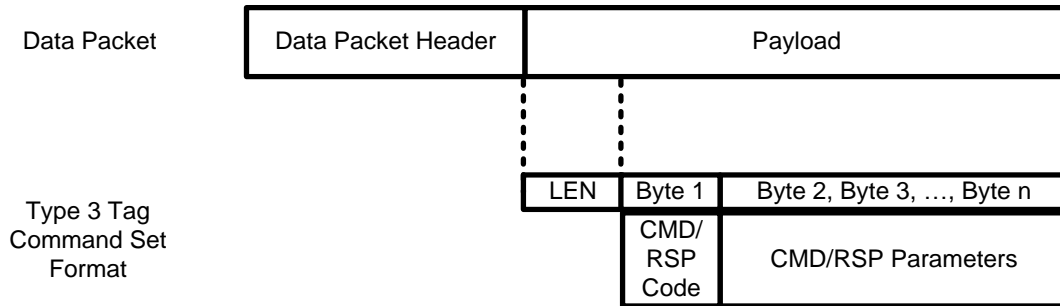 Data Packet
Data Packet Header
Payload
LEN
Byte 1
Byte 2, Byte 3, …, Byte n
Type 3 Tag
Command Set
Format
CMD/
RSP
Code
CMD/RSP Parameters